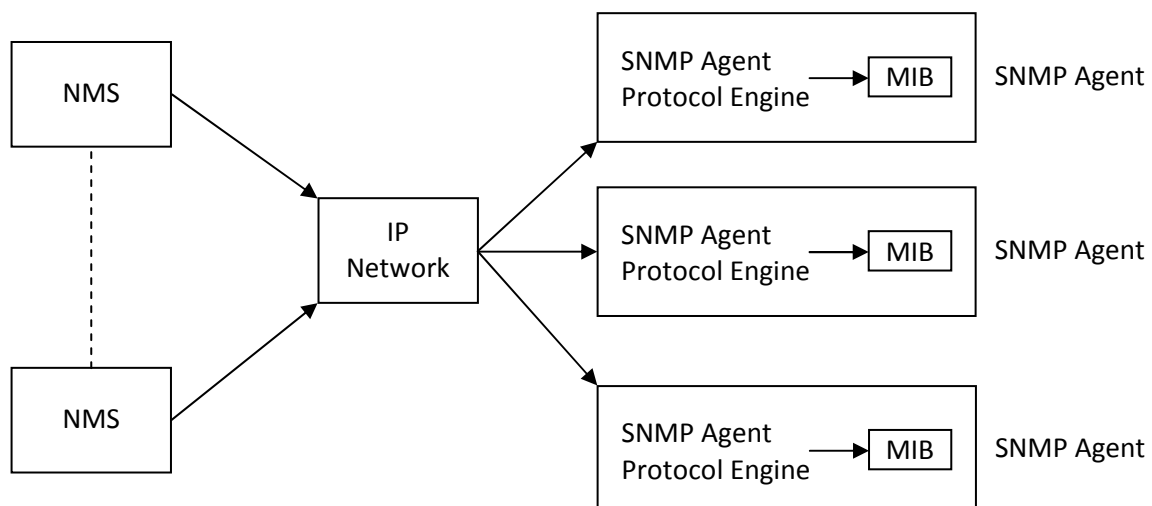 NMS
NMS
IP
Network
SNMP Agent
Protocol Engine
MIB
SNMP Agent
SNMP Agent
Protocol Engine
MIB
SNMP Agent
SNMP Agent
Protocol Engine
MIB
SNMP Agent